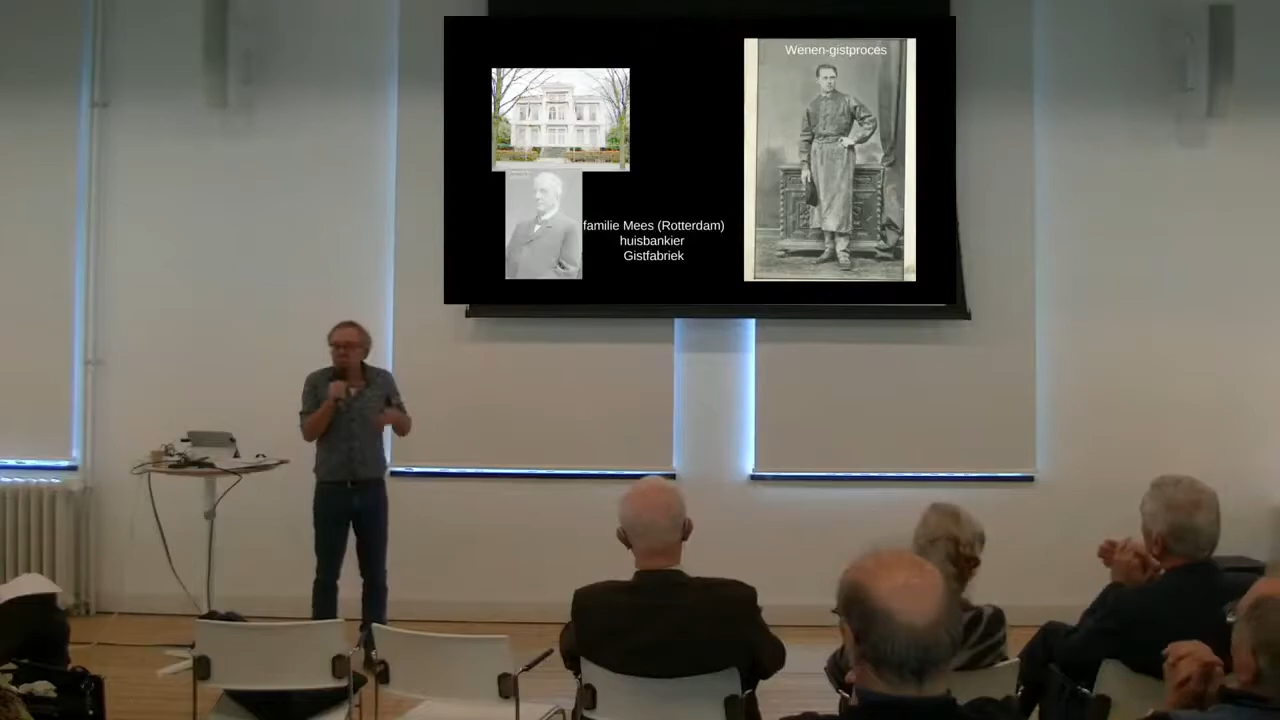 Wenen-gistproces
familie Mees (Rotterdam)
huisbankier
Gistfabriek